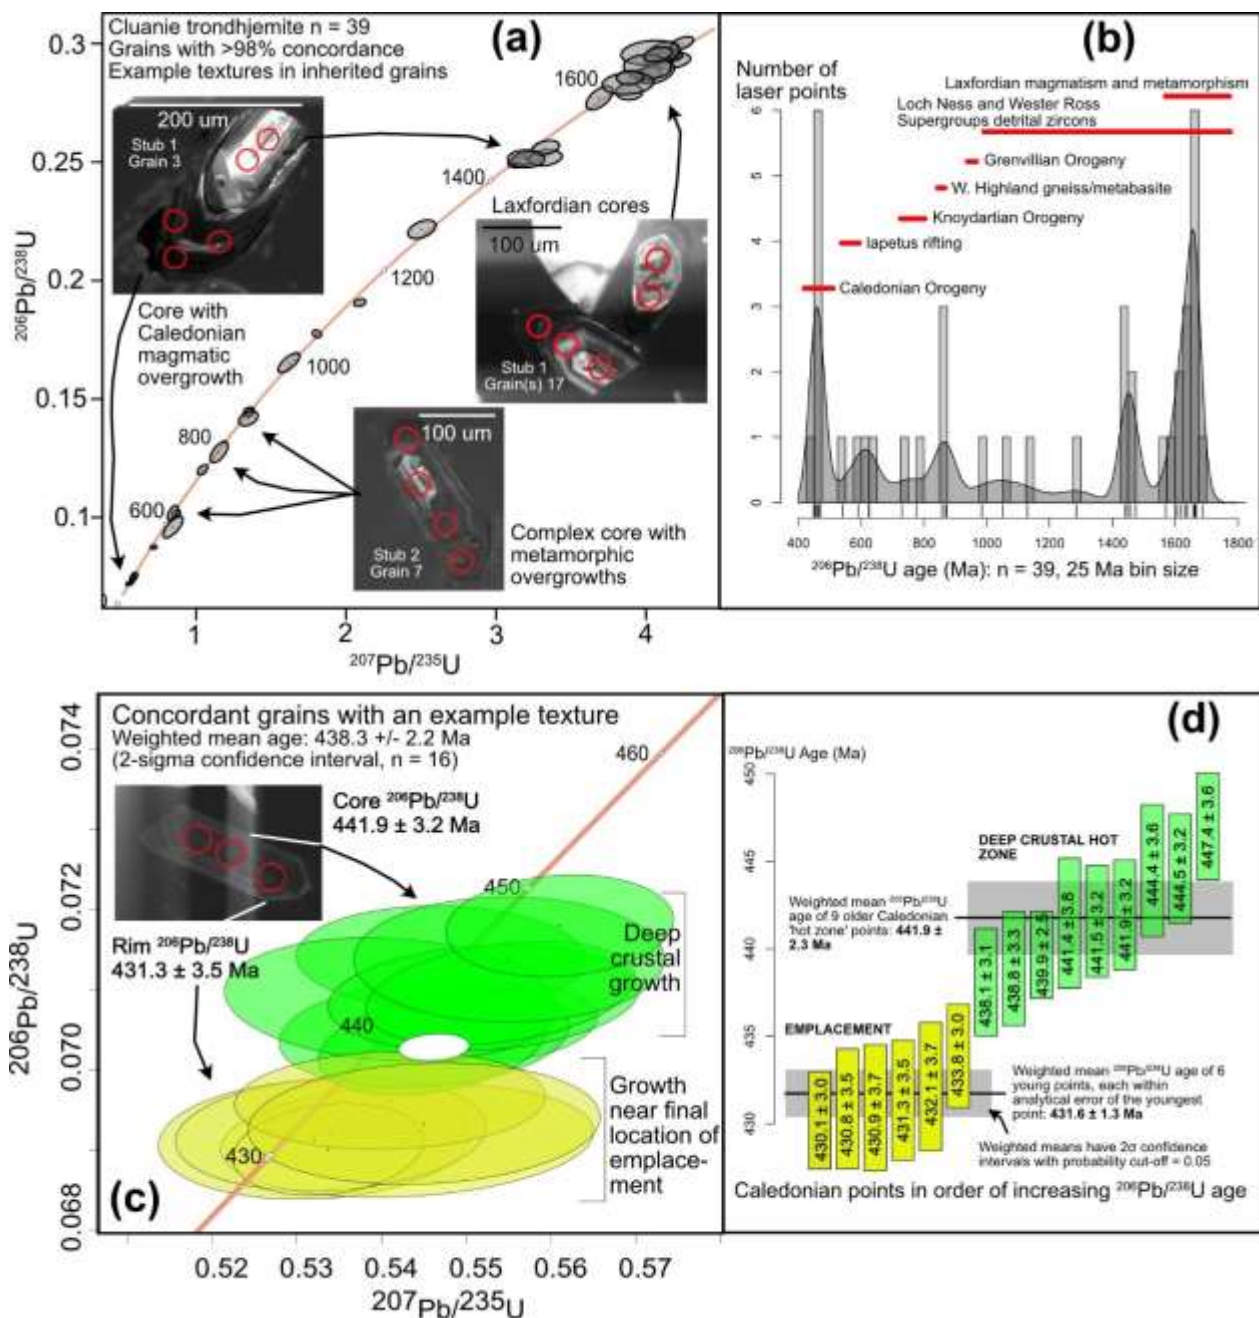 Cluanie trondhjemite n = 39
Grains with >98% concordance
Example textures in inherited grains
(a)
0.3
0.25
0.2
0.15
0.1
206Pb/238U
1600
1400
1200
1000
800
600
200 um
Stub 1
Grain 3
Core with
Caledonian
magmatic
overgrowth
Laxfordian cores
100 um
Stub 1
Grain(s) 17
100 um
Stub 2
Grain 7
Complex core with
metamorphic
overgrowths
1 2 3 4
207Pb/235U
(b)
Number of
laser points
Laxfordian magmatism and metamorphism
Loch Ness and Wester Ross
Supergroups detrital zircons
Grenvillian Orogeny
W. Highland gneiss/metabasite
Knoydartian Orogeny
Iapetus rifting
Caledonian Orogeny
6
5
4
3
2
1
0
400 600 800 1000 1200 1400 1600 1800
206Pb/238U age (Ma): n = 39, 25 Ma bin size
Concordant grains with an example texture
Weighted mean age: 438.3 +/- 2.2 Ma
(2-sigma confidence interval, n = 16)
0.074
0.072
0.070
0.068
206Pb/238U
460
450
440
430
Core 206Pb/238U
441.9 ± 3.2 Ma
Rim 206Pb/238U
431.3 ± 3.5 Ma
Deep
crustal
growth
Growth
near final
location of
emplace-
ment
(c)
0.52 0.53 0.54 0.55 0.56 0.57
207Pb/235U
(d)
206Pb/238U Age (Ma)
450
445
440
435
430
DEEP CRUSTAL HOT
ZONE
Weighted mean 206Pb/238U
age of 9 older Caledonian
'hot zone' points: 441.9 ±
2.3 Ma
EMPLACEMENT
430.1 ± 3.0
430.8 ± 3.5
430.9 ± 3.7
431.3 ± 3.5
432.1 ± 3.7
433.8 ± 3.0
438.1 ± 3.1
438.8 ± 3.3
439.9 ± 2.5
441.4 ± 3.8
441.5 ± 3.2
441.9 ± 3.2
444.4 ± 3.6
444.5 ± 3.2
447.4 ± 3.6
Weighted mean 206Pb/238U age of 6
young points, each within
analytical error of the youngest
point: 431.6 ± 1.3 Ma
Weighted means have 2σ confidence
intervals with probability cut-off = 0.05
Caledonian points in order of increasing 206Pb/238U age